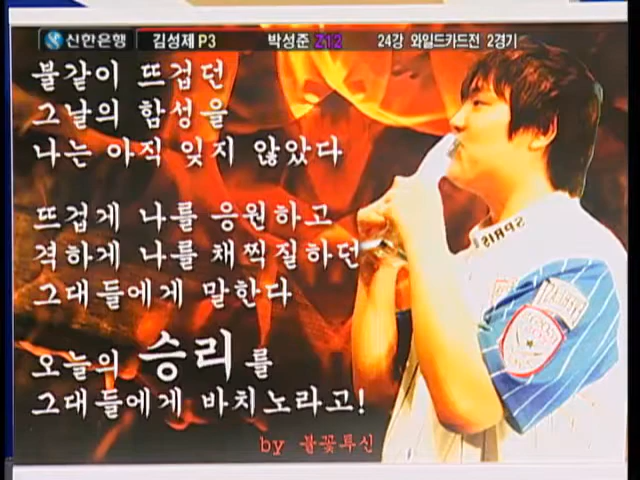 신한은행 김성제 P3 박성준 Z12 24강 와일드카드전 2경기
불같이 뜨겁던
그날의 함성을
나는 아직 잊지 않았다
뜨겁게 나를 응원하고
격하게 나를 채찍질하던
그대들에게 말한다
오늘의 승리를
그대들에게 바치노라고!
by 불꽃투신
SPRIS